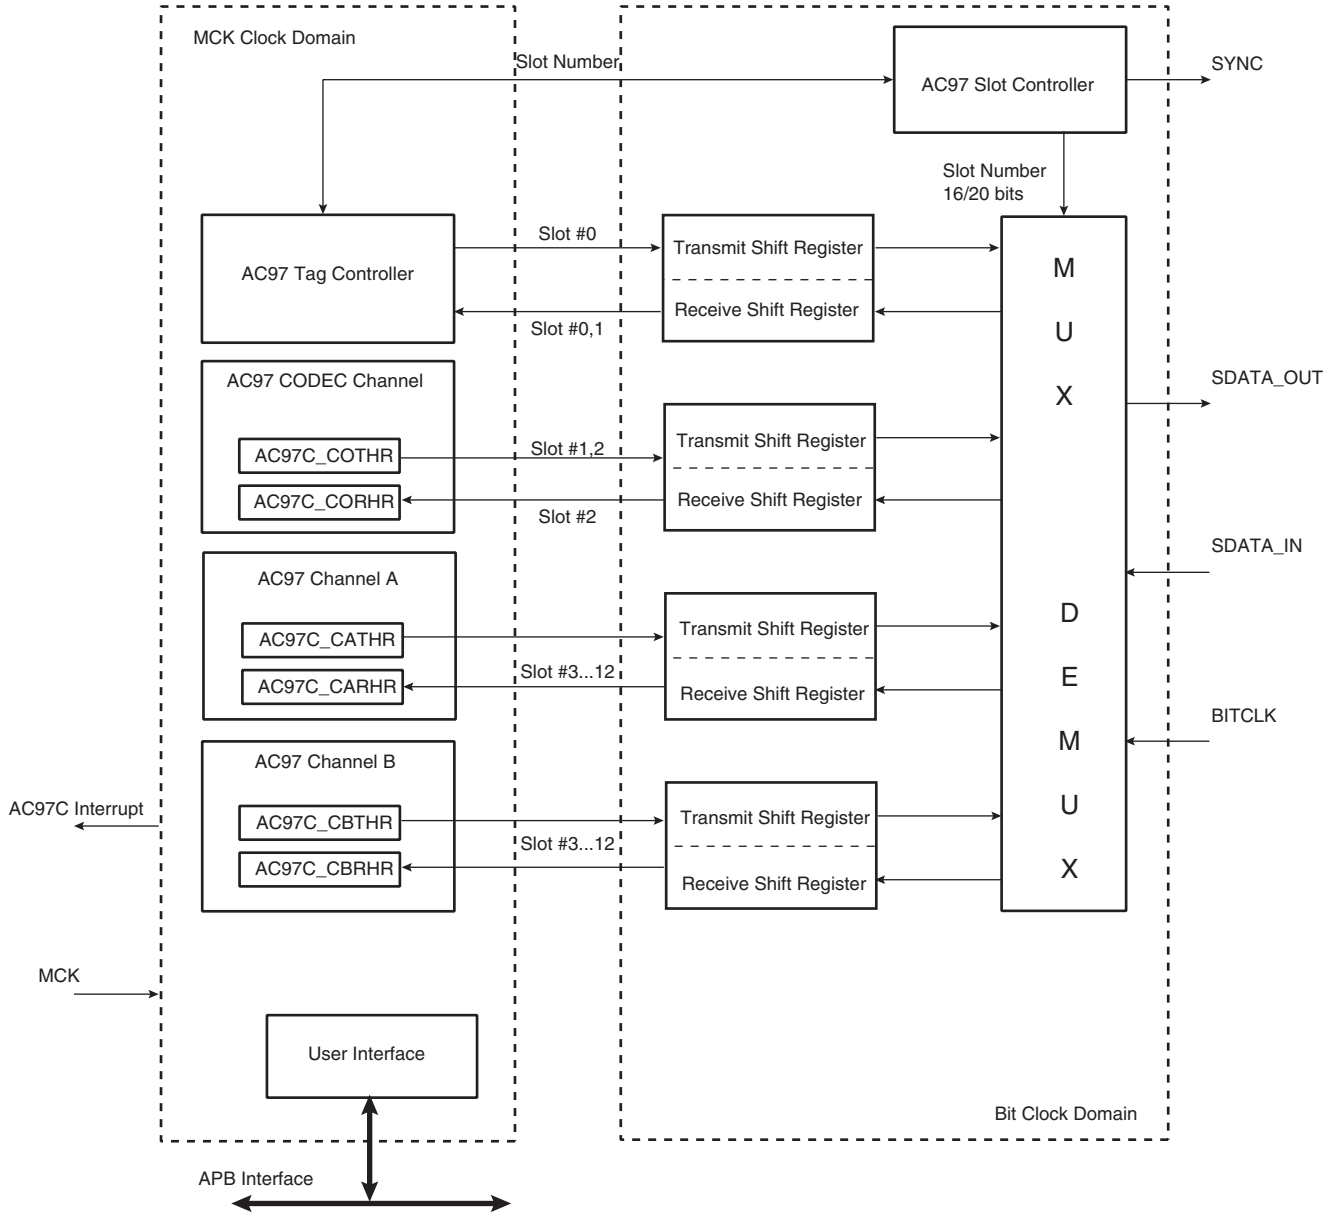 MCK Clock Domain
Slot Number
AC97 Slot Controller
SYNC
Slot Number
16/20 bits
AC97 Tag Controller
Slot #0
Slot #0,1
Transmit Shift Register
Receive Shift Register
M
U
X
D
E
M
U
X
AC97 CODEC Channel
AC97C_COTHR
AC97C_CORHR
Slot #1,2
Slot #2
Transmit Shift Register
Receive Shift Register
SDATA_OUT
SDATA_IN
AC97 Channel A
AC97C_CATHR
AC97C_CARHR
Slot #3...12
Transmit Shift Register
Receive Shift Register
BITCLK
AC97 Channel B
AC97C_CBTHR
AC97C_CBRHR
Slot #3...12
Transmit Shift Register
Receive Shift Register
AC97C Interrupt
MCK
User Interface
Bit Clock Domain
APB Interface